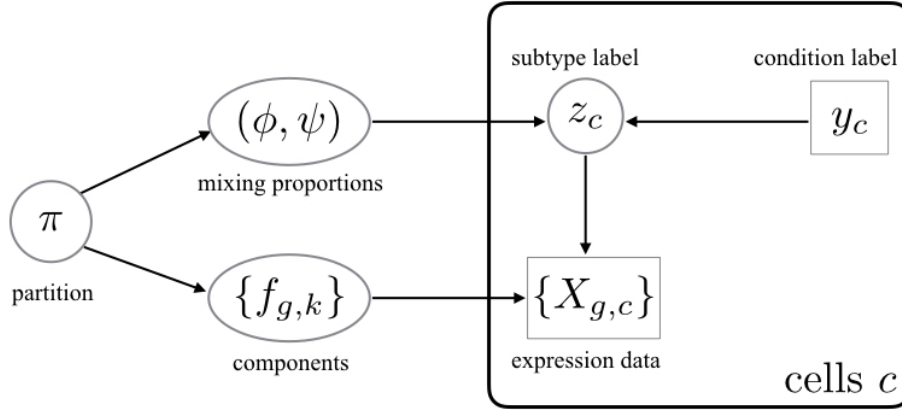 subtype label
condition label
(ϕ, ψ)
z_c
y_c
mixing proportions
π
partition
{f_{g,k}}
{X_{g,c}}
components
expression data
cells c